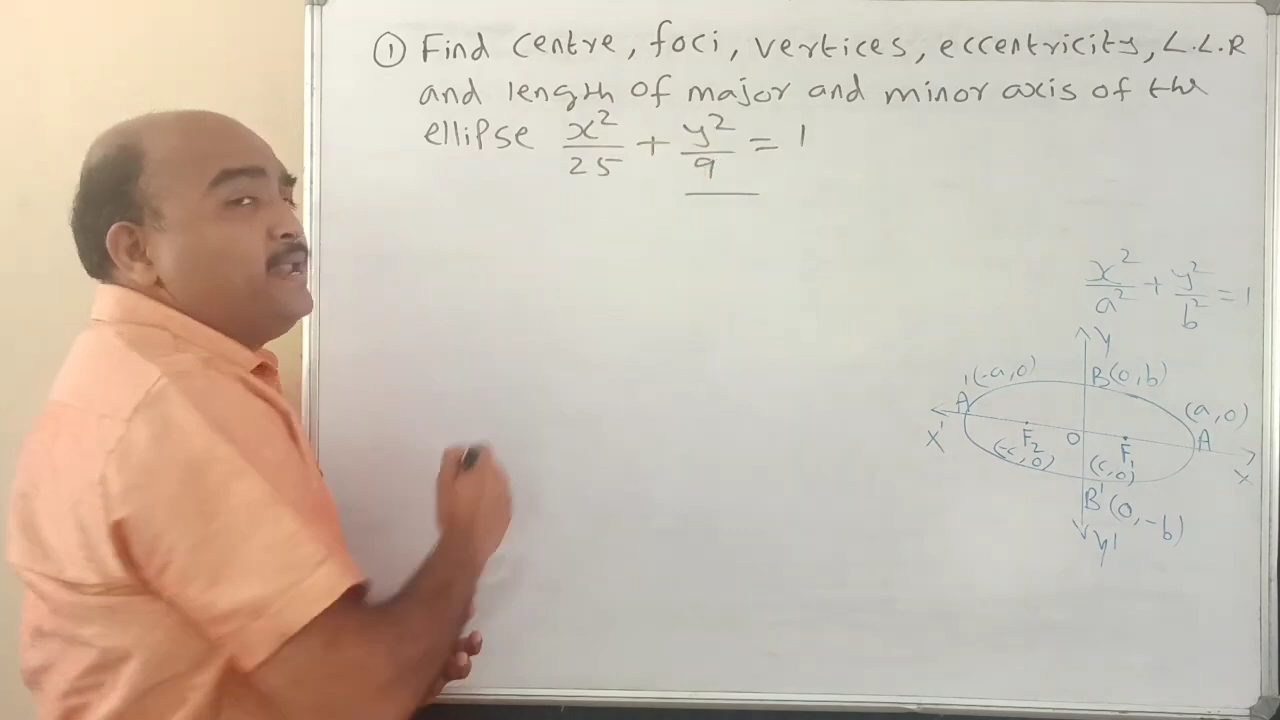 ① Find centre, foci, vertices, eccentricity, L.L.R
and length of major and minor axis of the
ellipse x²/25 + y²/9 = 1
x²/a² + y²/b² = 1
y
A'(-a,0)
B(0,b)
(a,0)
A
X'
F₂
(-c,0)
O
F₁
(c,0)
X
B'(0,-b)
y'